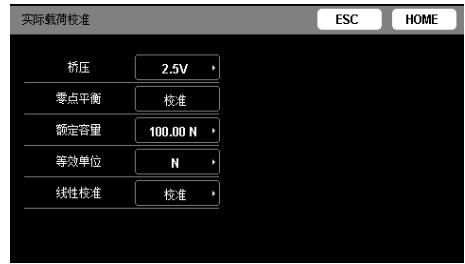 实际载荷校准 ESC HOME
桥压 2.5V
零点平衡 校准
额定容量 100.00 N
等效单位 N
线性校准 校准